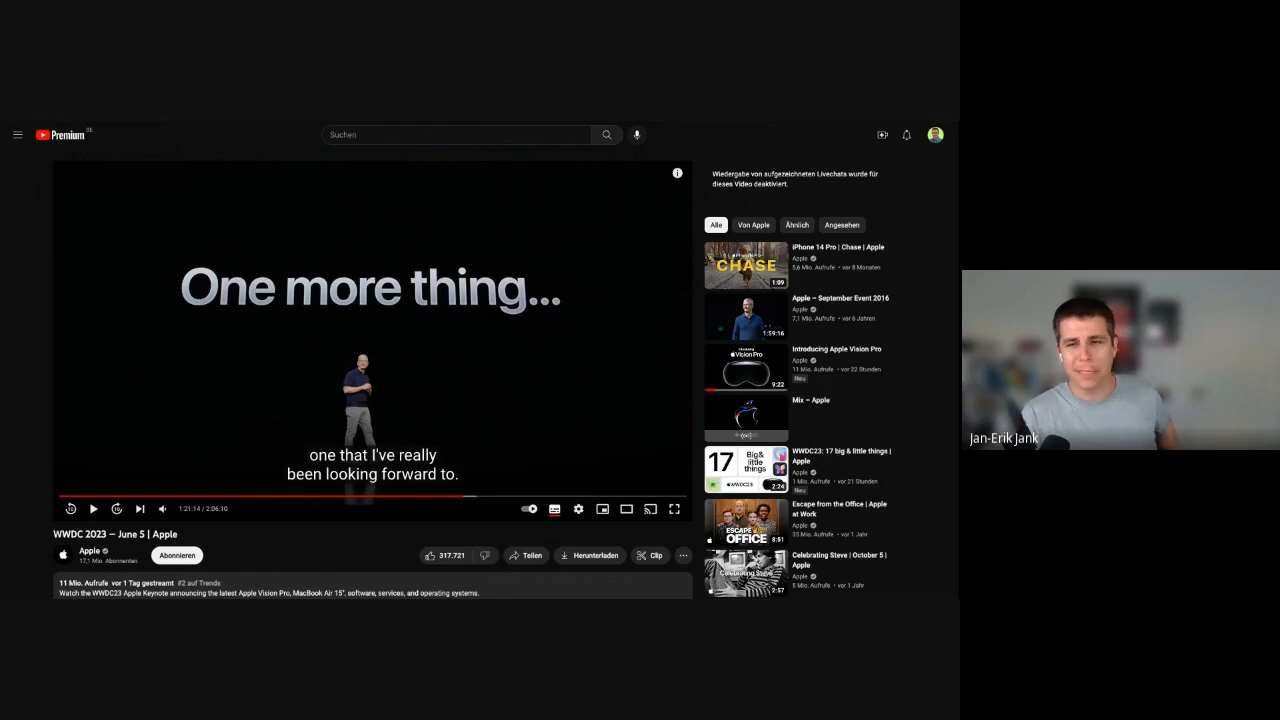 Premium DE
Suchen
One more thing...
one that I've really
been looking forward to.
1:21:14 / 2:06:10
WWDC 2023 – June 5 | Apple
Apple
17,1 Mio. Abonnenten
Abonnieren
317.721
Teilen
Herunterladen
Clip
11 Mio. Aufrufe vor 1 Tag gestreamt #2 auf Trends
Watch the WWDC23 Apple Keynote announcing the latest Apple Vision Pro, MacBook Air 15", software, services, and operating systems.
Wiedergabe von aufgezeichneten Livechats wurde für
dieses Video deaktiviert.
Alle
Von Apple
Ähnlich
Angesehen
CHASE
1:09
iPhone 14 Pro | Chase | Apple
Apple
5,6 Mio. Aufrufe • vor 8 Monaten
1:59:16
Apple – September Event 2016
Apple
7,1 Mio. Aufrufe • vor 6 Jahren
Vision Pro
9:22
Introducing Apple Vision Pro
Apple
11 Mio. Aufrufe • vor 22 Stunden
Neu
Mix – Apple
17
Big&
little
things
WWDC23
2:24
WWDC23: 17 big & little things |
Apple
Apple
1 Mio. Aufrufe • vor 21 Stunden
Neu
ESCAPE
OFFICE
8:51
Escape from the Office | Apple
at Work
Apple
35 Mio. Aufrufe • vor 1 Jahr
Celebrating Steve
2:57
Celebrating Steve | October 5 |
Apple
Apple
5 Mio. Aufrufe • vor 1 Jahr
Jan-Erik Jank